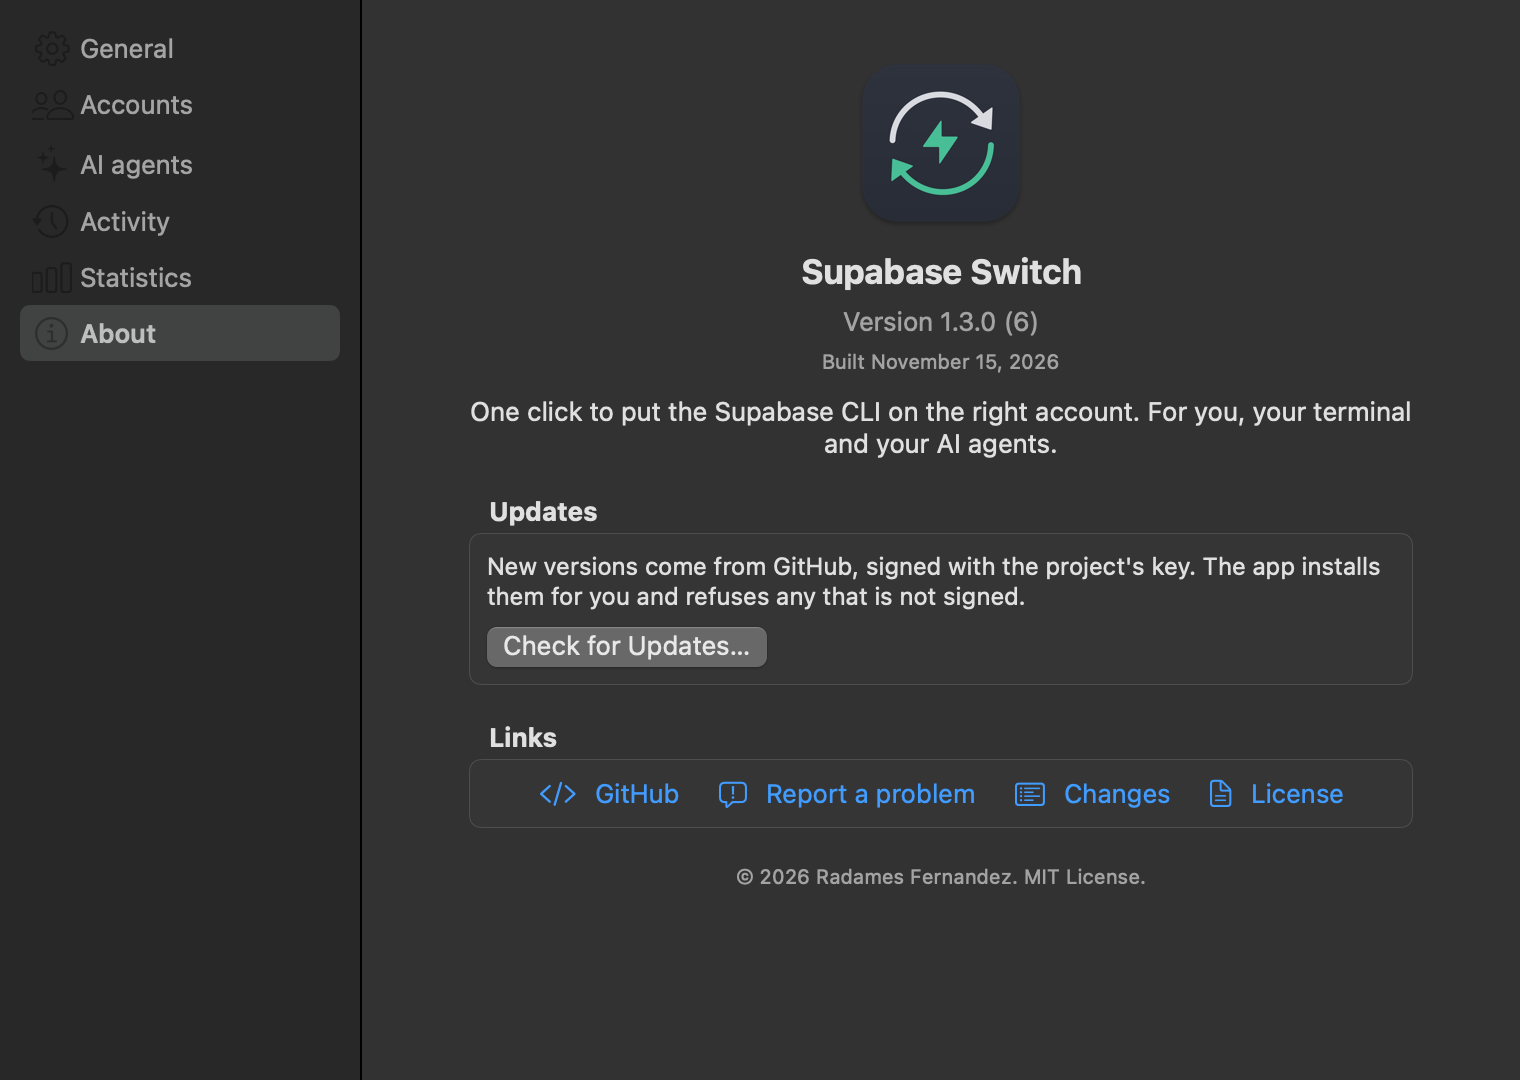 General
Accounts
AI agents
Activity
Statistics
About
Supabase Switch
Version 1.3.0 (6)
Built November 15, 2026
One click to put the Supabase CLI on the right account. For you, your terminal
and your AI agents.
Updates
New versions come from GitHub, signed with the project's key. The app installs
them for you and refuses any that is not signed.
Check for Updates...
Links
GitHub
Report a problem
Changes
License
© 2026 Radames Fernandez. MIT License.